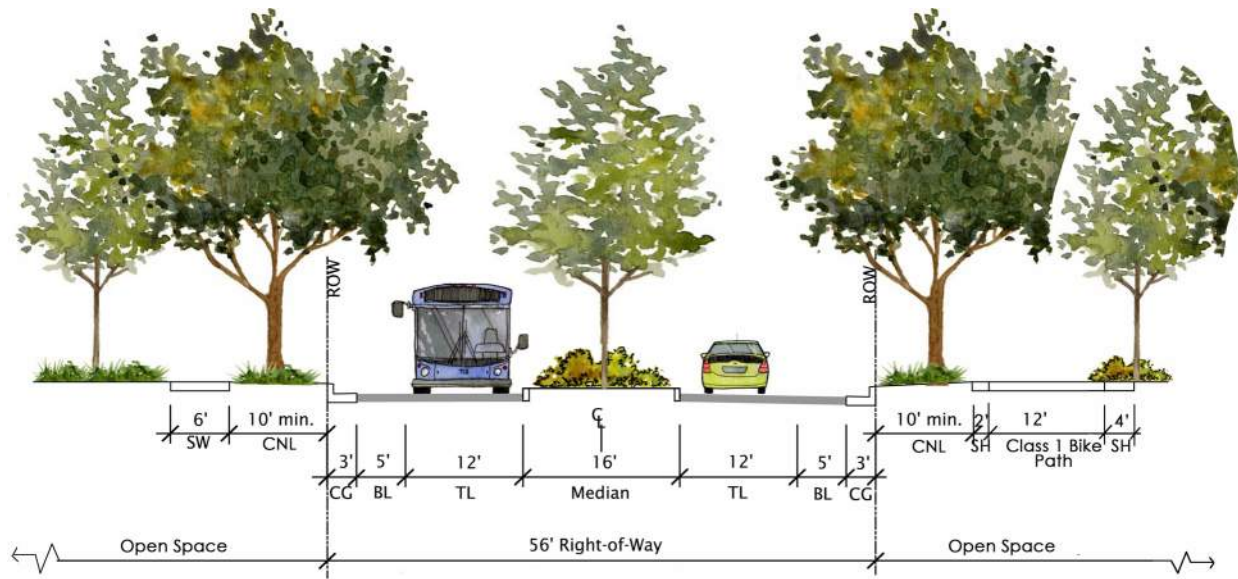 ROW
ROW
6'
SW
10' min.
CNL
℄
10' min.
CNL
2'
SH
12'
Class 1 Bike
Path
4'
SH
3'
CG
5'
BL
12'
TL
16'
Median
12'
TL
5'
BL
3'
CG
Open Space
56' Right-of-Way
Open Space